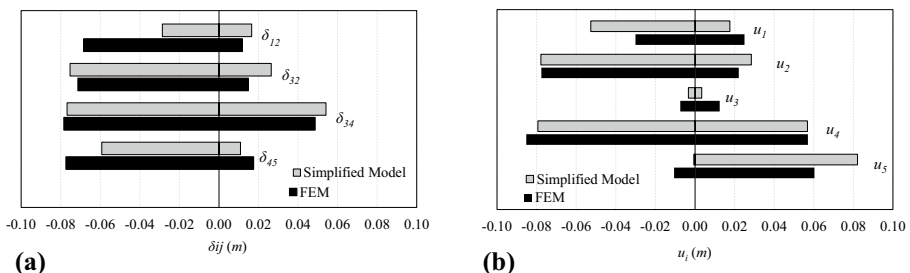 δ12
δ32
δ34
δ45
Simplified Model
FEM
-0.10 -0.08 -0.06 -0.04 -0.02 0.00 0.02 0.04 0.06 0.08 0.10
δij (m)
(a)
u1
u2
u3
u4
u5
Simplified Model
FEM
-0.10 -0.08 -0.06 -0.04 -0.02 0.00 0.02 0.04 0.06 0.08 0.10
ui (m)
(b)